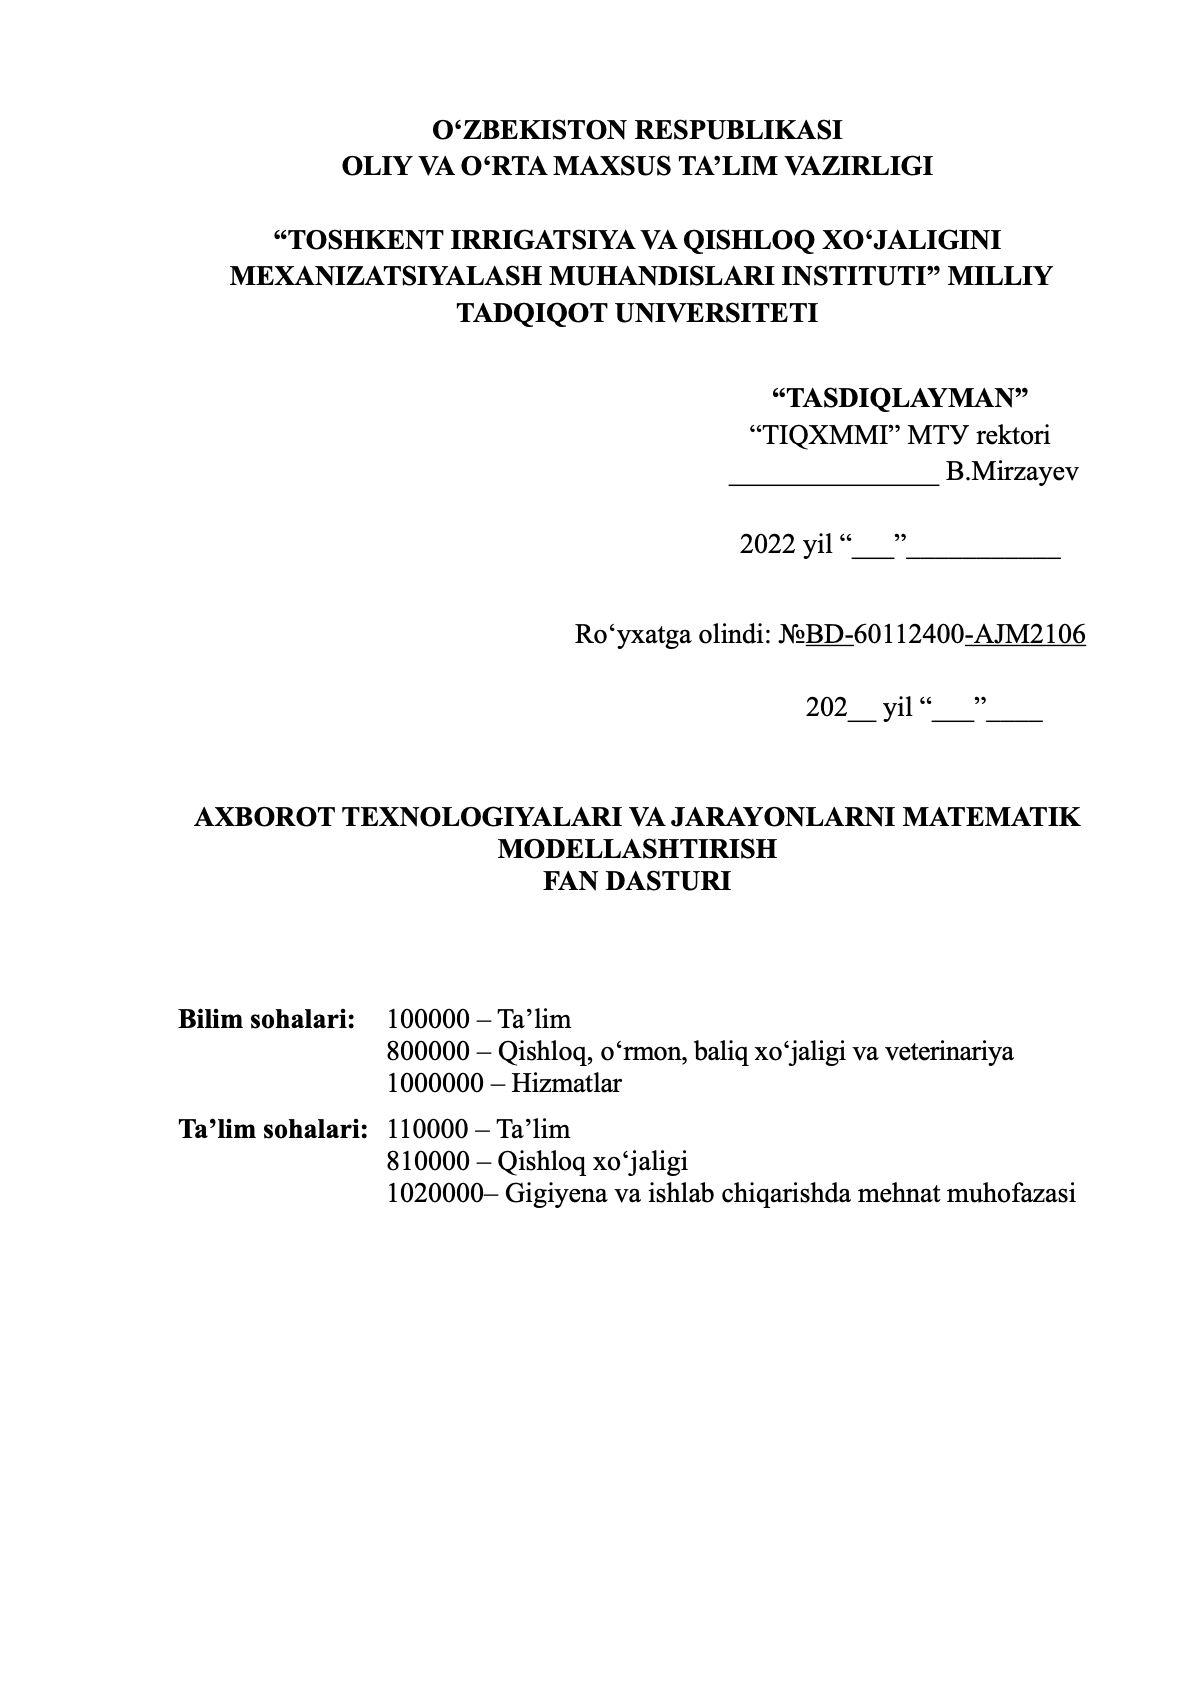 O‘ZBEKISTON RESPUBLIKASI
OLIY VA O‘RTA MAXSUS TA’LIM VAZIRLIGI
“TOSHKENT IRRIGATSIYA VA QISHLOQ XO‘JALIGINI
MEXANIZATSIYALASH MUHANDISLARI INSTITUTI” MILLIY
TADQIQOT UNIVERSITETI
“TASDIQLAYMAN”
“TIQXMMI” МТУ rektori
_______________ B.Mirzayev
2022 yil “___”___________
Ro‘yxatga olindi: №BD-60112400-AJM2106
202__ yil “___”____
AXBOROT TEXNOLOGIYALARI VA JARAYONLARNI MATEMATIK
MODELLASHTIRISH
FAN DASTURI
Bilim sohalari: 100000 – Ta’lim
800000 – Qishloq, o‘rmon, baliq xo‘jaligi va veterinariya
1000000 – Hizmatlar
Ta’lim sohalari: 110000 – Ta’lim
810000 – Qishloq xo‘jaligi
1020000– Gigiyena va ishlab chiqarishda mehnat muhofazasi